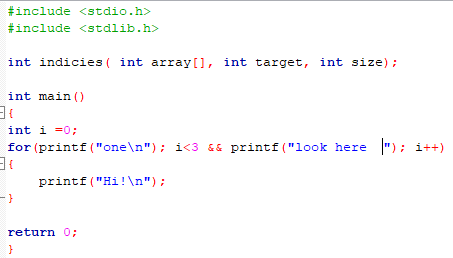 #include <stdio.h>
#include <stdlib.h>
int indicies( int array[], int target, int size);
int main()
{
int i =0;
for(printf("one\n"); i<3 && printf("look here  "); i++)
{
printf("Hi!\n");
}
return 0;
}